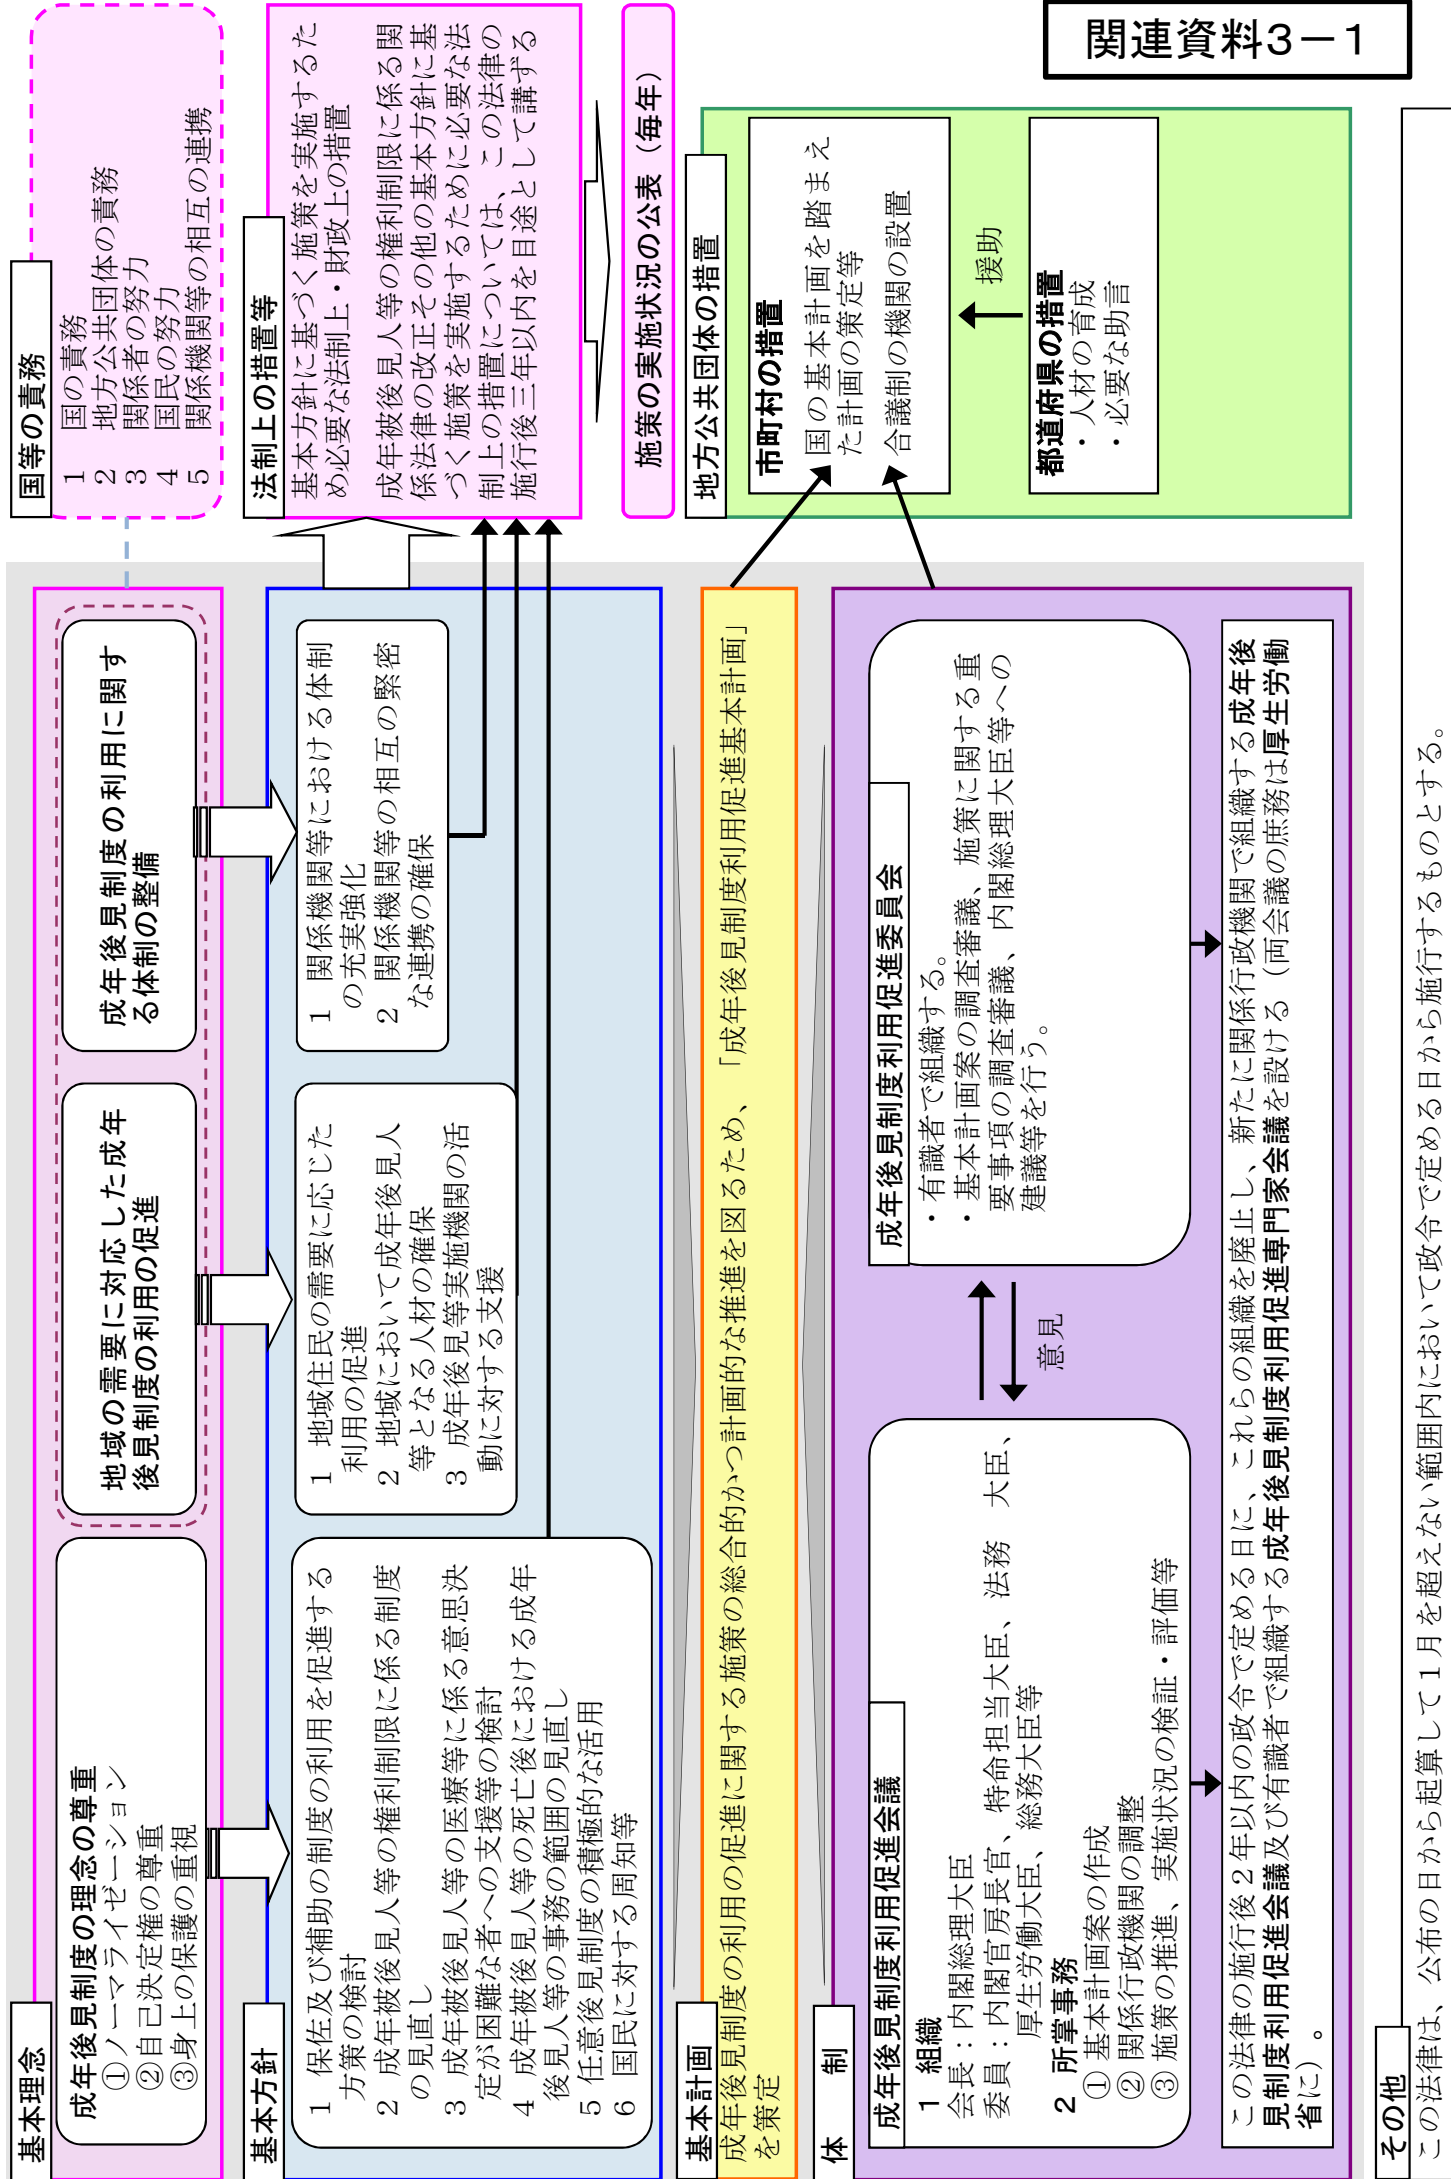 関連資料3－1
基本理念
成年後見制度の理念の尊重
①ノーマライゼーション
②自己決定権の尊重
③身上の保護の重視
地域の需要に対応した成年
後見制度の利用の促進
成年後見制度の利用に関す
る体制の整備
国等の責務
1 国の責務
2 地方公共団体の責務
3 関係者の努力
4 国民の努力
5 関係機関等の相互の連携
基本方針
1 保佐及び補助の制度の利用を促進する
方策の検討
2 成年被後見人等の権利制限に係る制度
の見直し
3 成年被後見人等の医療等に係る意思決
定が困難な者への支援等の検討
4 成年被後見人等の死亡後における成年
後見人等の事務の範囲の見直し
5 任意後見制度の積極的な活用
6 国民に対する周知等
1 地域住民の需要に応じた
利用の促進
2 地域において成年後見人
等となる人材の確保
3 成年後見等実施機関の活
動に対する支援
1 関係機関等における体制
の充実強化
2 関係機関等の相互の緊密
な連携の確保
法制上の措置等
基本方針に基づく施策を実施するた
め必要な法制上・財政上の措置
成年被後見人等の権利制限に係る関
係法律の改正その他の基本方針に基
づく施策を実施するために必要な法
制上の措置については、この法律の
施行後三年以内を目途として講ずる
施策の実施状況の公表（毎年）
基本計画
成年後見制度の利用の促進に関する施策の総合的かつ計画的な推進を図るため、「成年後見制度利用促進基本計画」
を策定
体 制
成年後見制度利用促進会議
1 組織
会長：内閣総理大臣
委員：内閣官房長官、特命担当大臣、法務 大臣、
厚生労働大臣、総務大臣等
2 所掌事務
① 基本計画案の作成
② 関係行政機関の調整
③ 施策の推進、実施状況の検証・評価等
意見
成年後見制度利用促進委員会
・有識者で組織する。
・基本計画案の調査審議、施策に関する重
要事項の調査審議、内閣総理大臣等への
建議等を行う。
この法律の施行後２年以内の政令で定める日に、これらの組織を廃止し、新たに関係行政機関で組織する成年後
見制度利用促進会議及び有識者で組織する成年後見制度利用促進専門家会議を設ける（両会議の庶務は厚生労働
省に）。
地方公共団体の措置
市町村の措置
国の基本計画を踏まえ
た計画の策定等
合議制の機関の設置
援助
都道府県の措置
・人材の育成
・必要な助言
その他
この法律は、公布の日から起算して１月を超えない範囲内において政令で定める日から施行するものとする。